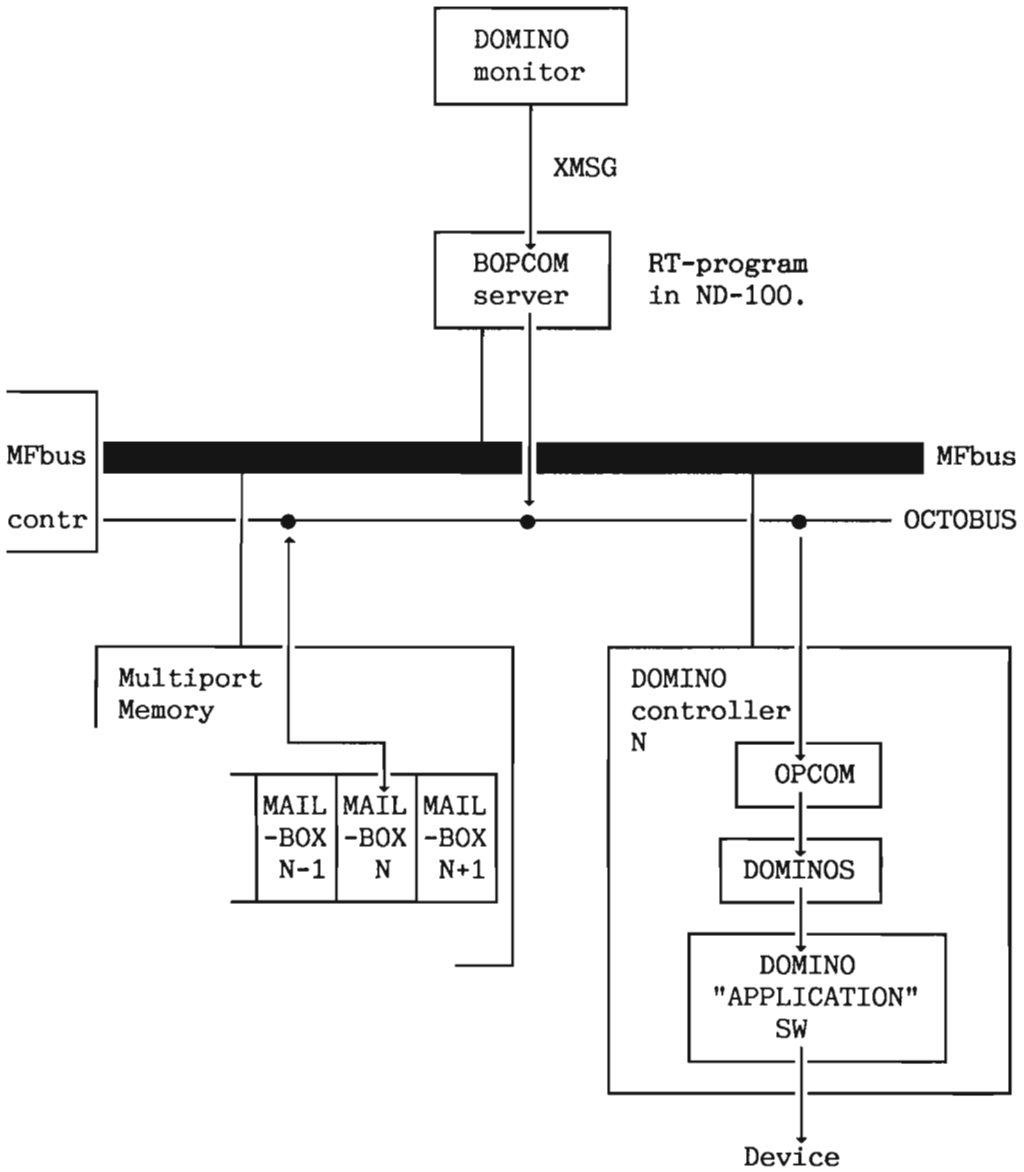 DOMINO
monitor
XMSG
BOPCOM
server
RT-program
in ND-100.
MFbus
contr
MFbus
OCTOBUS
Multiport
Memory
MAIL
-BOX
N-1
MAIL
-BOX
N
MAIL
-BOX
N+1
DOMINO
controller
N
OPCOM
DOMINOS
DOMINO
"APPLICATION"
SW
Device